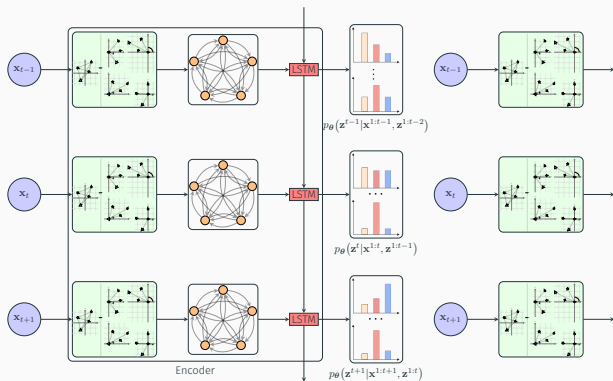 x_{t-1} LSTM x_{t-1}
p_θ(z^{t-1}|x^{1:t-1}, z^{1:t-2})
x_t LSTM x_t
p_θ(z^t|x^{1:t}, z^{1:t-1})
x_{t+1} LSTM x_{t+1}
Encoder p_θ(z^{t+1}|x^{1:t+1}, z^{1:t})